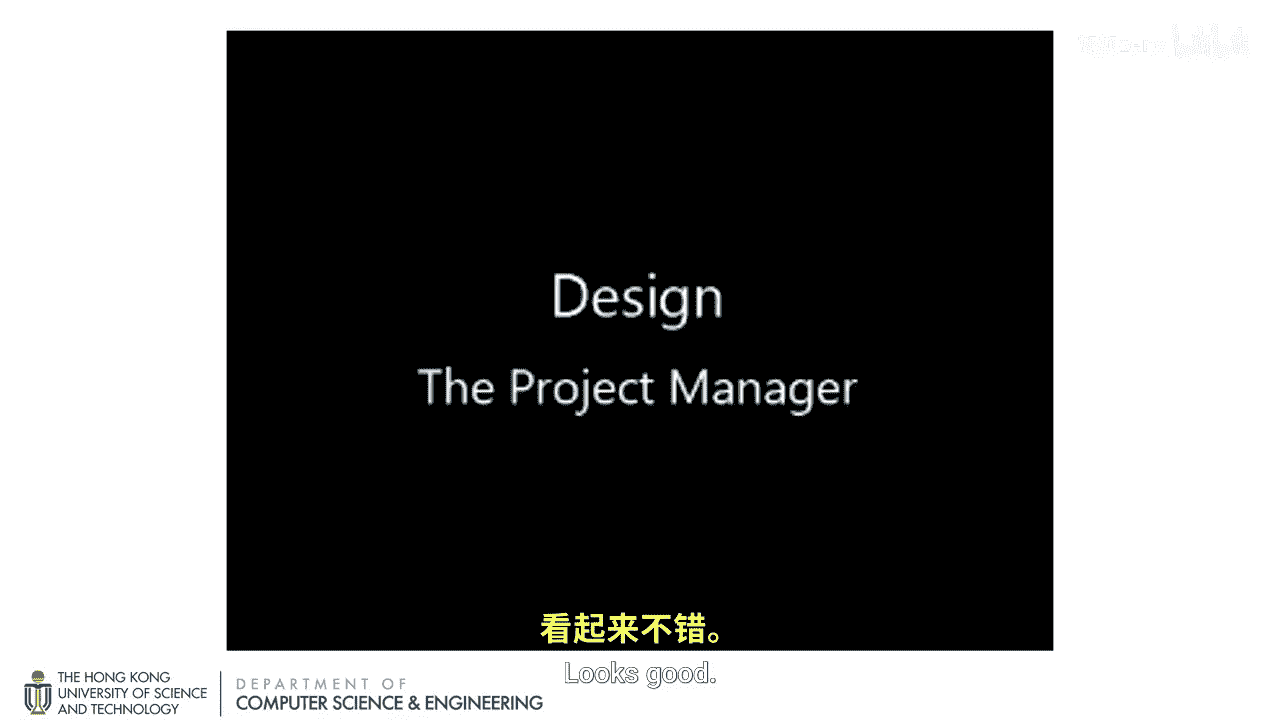 Design
The Project Manager
看起来不错。
Looks good.
THE HONG KONG
UNIVERSITY OF SCIENCE
AND TECHNOLOGY
DEPARTMENT OF
COMPUTER SCIENCE & ENGINEERING